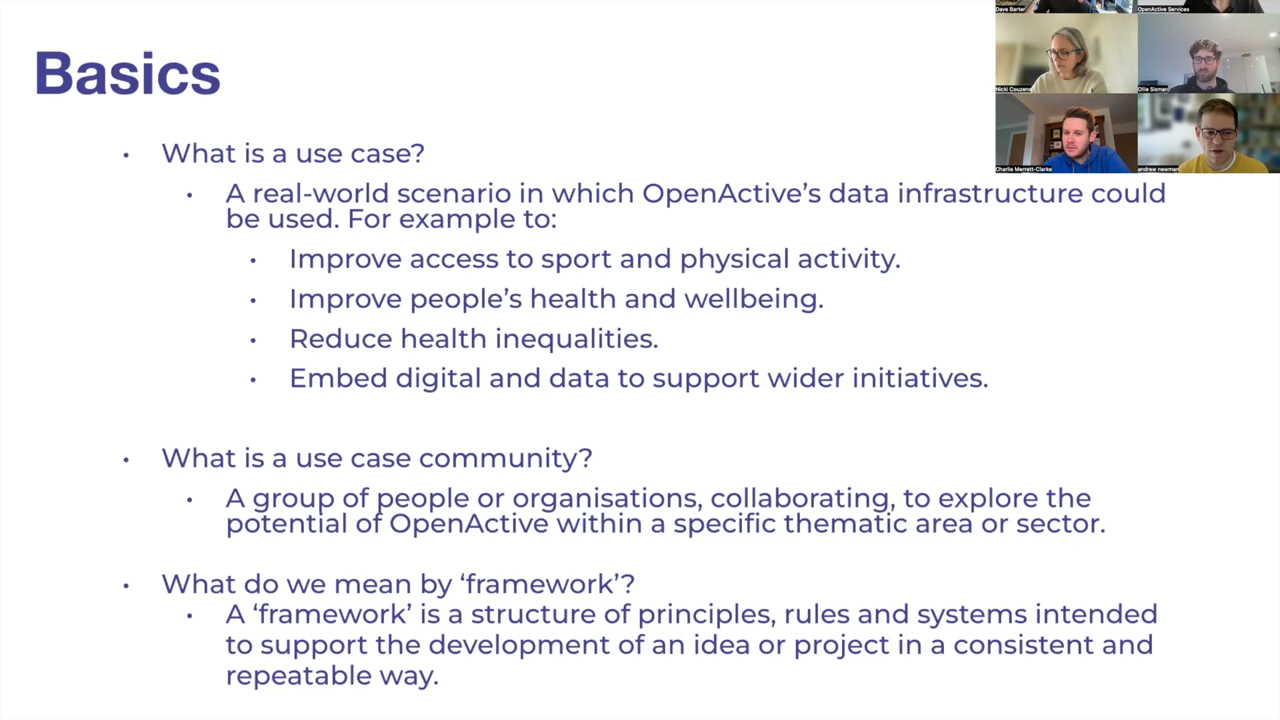 Basics
Dave Barter
OpenActive Services
Nicki Couzens
Ollie Sisman
Charlie Merrett-Clarke
andrew newman
• What is a use case?
• A real-world scenario in which OpenActive’s data infrastructure could
be used. For example to:
• Improve access to sport and physical activity.
• Improve people’s health and wellbeing.
• Reduce health inequalities.
• Embed digital and data to support wider initiatives.
• What is a use case community?
• A group of people or organisations, collaborating, to explore the
potential of OpenActive within a specific thematic area or sector.
• What do we mean by ‘framework’?
• A ‘framework’ is a structure of principles, rules and systems intended
to support the development of an idea or project in a consistent and
repeatable way.